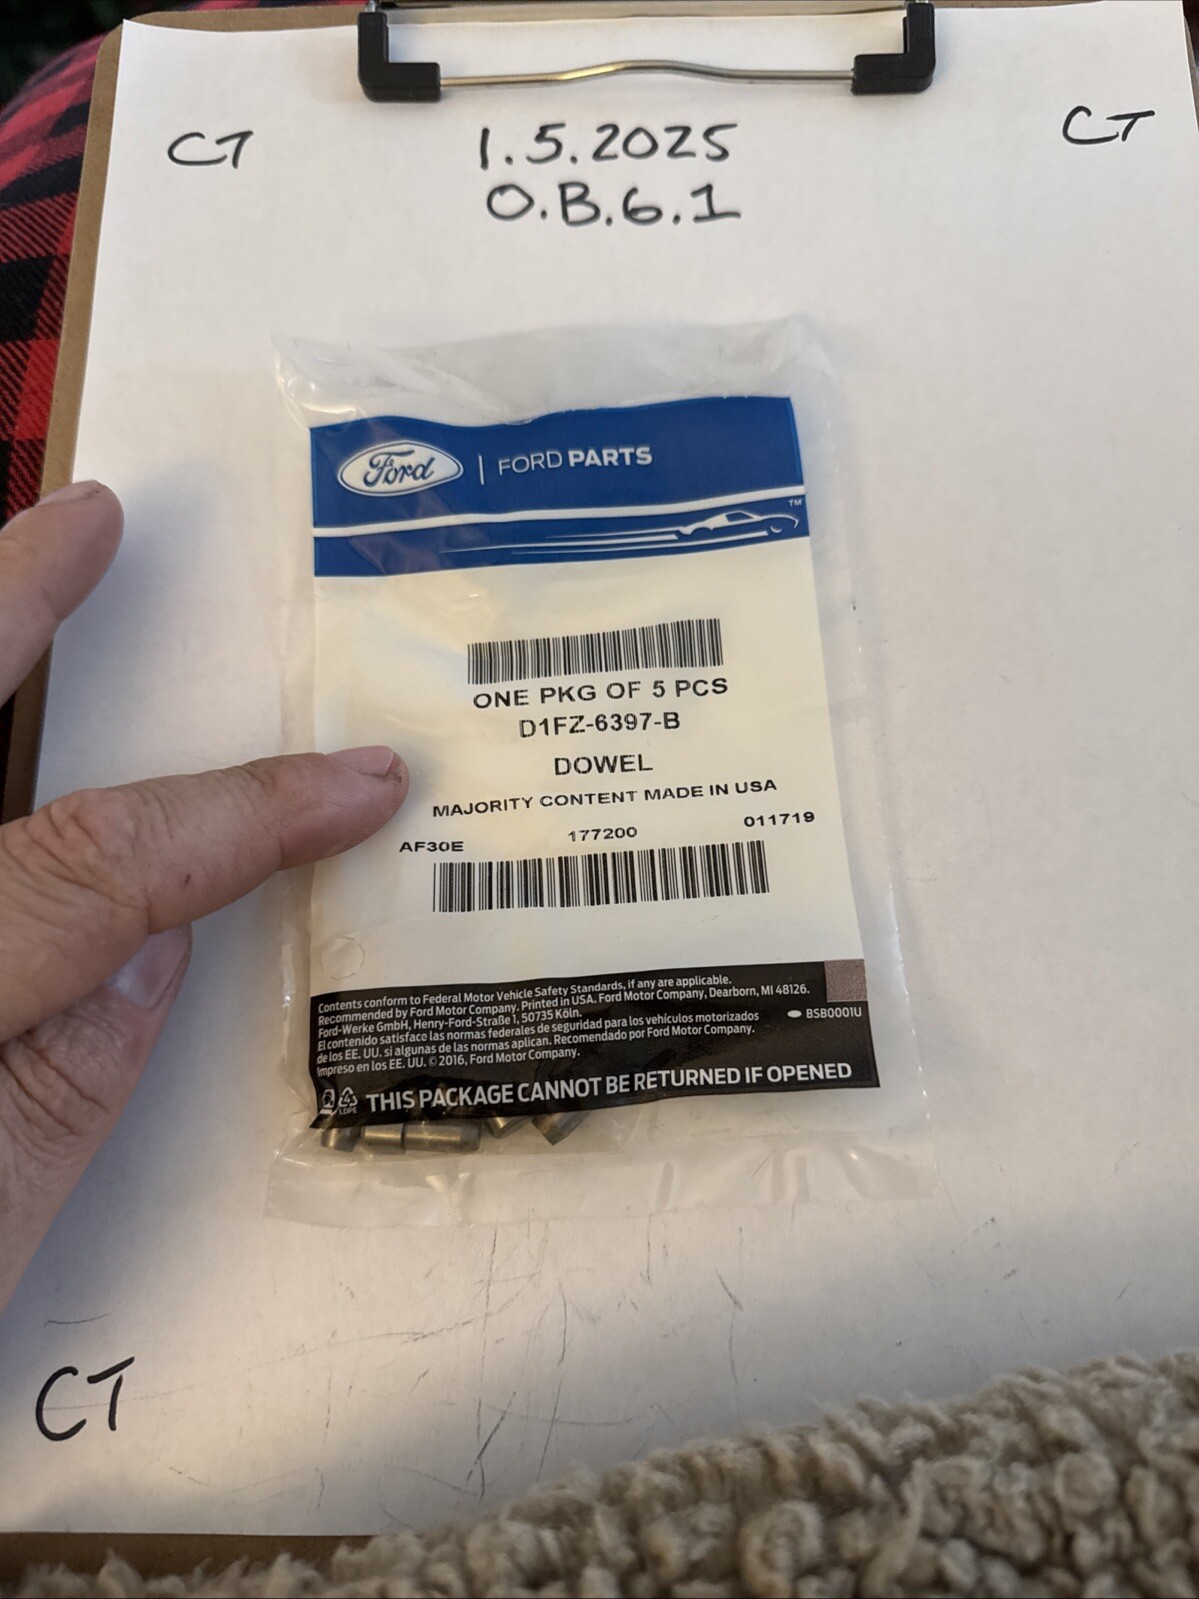 CT
1.5.2025
CT
O.B.6.1
Ford | FORD PARTS
TM
ONE PKG OF 5 PCS
D1FZ-6397-B
DOWEL
MAJORITY CONTENT MADE IN USA
AF30E 177200 011719
Contents conform to Federal Motor Vehicle Safety Standards, if any are applicable.
Recommended by Ford Motor Company. Printed in USA. Ford Motor Company, Dearborn, MI 48126.
Ford-Werke GmbH, Henry-Ford-Straße 1, 50735 Köln.
El contenido satisface las normas federales de seguridad para los vehículos motorizados
de los EE. UU. si algunas de las normas aplican. Recomendado por Ford Motor Company.
Impreso en los EE. UU. © 2016, Ford Motor Company.
BSB0001U
LDPE
THIS PACKAGE CANNOT BE RETURNED IF OPENED
CT